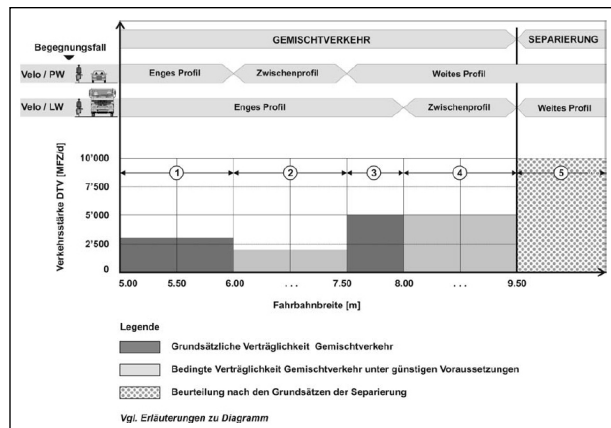 GEMISCHTVERKEHR SEPARIERUNG
Begegnungsfall
Velo / PW Enges Profil Zwischenprofil Weites Profil
Velo / LW Enges Profil Zwischenprofil Weites Profil
Verkehrsstärke DTV [MFZ/d]
10'000
1 2 3 4 5
7'500
5'000
2'500
0
5.00 5.50 6.00 . . . 7.50 8.00 . . . 9.50
Fahrbahnbreite [m]
Legende
Grundsätzliche Verträglichkeit Gemischtverkehr
Bedingte Verträglichkeit Gemischtverkehr unter günstigen Voraussetzungen
Beurteilung nach den Grundsätzen der Separierung
Vgl. Erläuterungen zu Diagramm